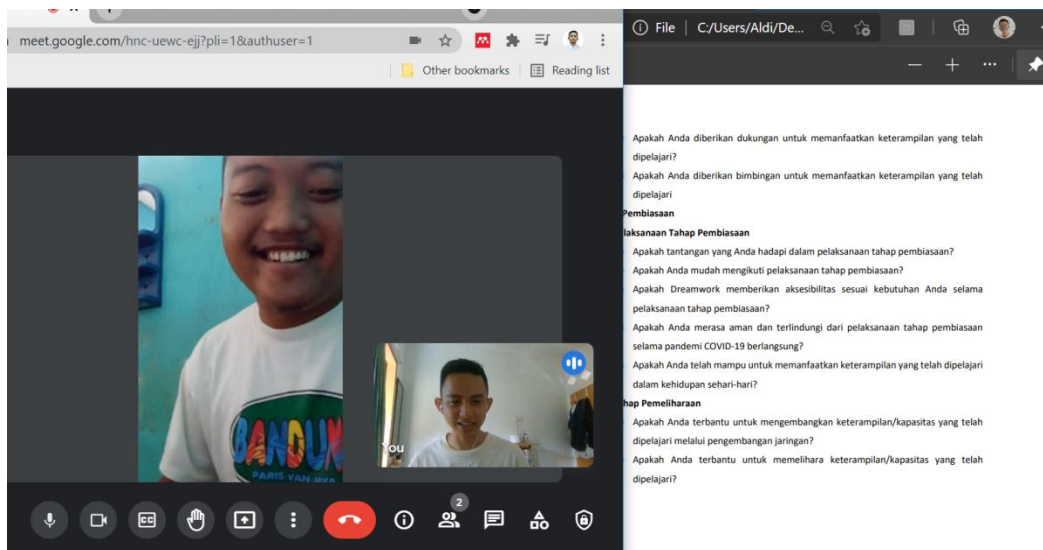 meet.google.com/hnc-uewc-ejj?pli=1&authuser=1
Other bookmarks
Reading list
BANDUN
PARIS VAN
You
CC
2
File | C:/Users/Aldi/De...
Apakah Anda diberikan dukungan untuk memanfaatkan keterampilan yang telah
dipelajari?
Apakah Anda diberikan bimbingan untuk memanfaatkan keterampilan yang telah
dipelajari
Pembiasaan
laksanaan Tahap Pembiasaan
Apakah tantangan yang Anda hadapi dalam pelaksanaan tahap pembiasaan?
Apakah Anda mudah mengikuti pelaksanaan tahap pembiasaan?
Apakah Dreamwork memberikan aksesibilitas sesuai kebutuhan Anda selama
pelaksanaan tahap pembiasaan?
Apakah Anda merasa aman dan terlindungi dari pelaksanaan tahap pembiasaan
selama pandemi COVID-19 berlangsung?
Apakah Anda telah mampu untuk memanfaatkan keterampilan yang telah dipelajari
dalam kehidupan sehari-hari?
hap Pemeliharaan
Apakah Anda terbantu untuk mengembangkan keterampilan/kapasitas yang telah
dipelajari melalui pengembangan jaringan?
Apakah Anda terbantu untuk memelihara keterampilan/kapasitas yang telah
dipelajari?